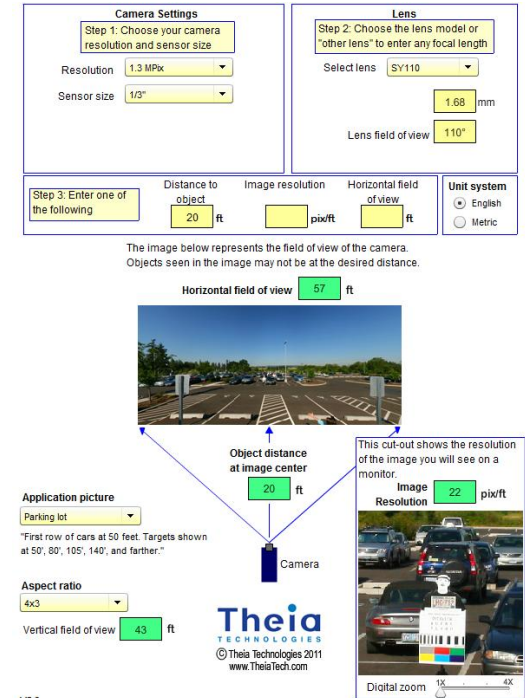 Camera Settings
Step 1: Choose your camera
resolution and sensor size
Resolution 1.3 MPix
Sensor size 1/3"
Lens
Step 2: Choose the lens model or
"other lens" to enter any focal length
Select lens SY110
1.68 mm
Lens field of view 110°
Step 3: Enter one of
the following
Distance to
object
20 ft
Image resolution
pix/ft
Horizontal field
of view
ft
Unit system
English
Metric
The image below represents the field of view of the camera.
Objects seen in the image may not be at the desired distance.
Horizontal field of view 57 ft
Object distance
at image center
20 ft
Camera
This cut-out shows the resolution
of the image you will see on a
monitor.
Image
Resolution 22 pix/ft
Application picture
Parking lot
"First row of cars at 50 feet. Targets shown
at 50', 80', 105', 140', and farther."
Aspect ratio
4x3
Vertical field of view 43 ft
Theia
TECHNOLOGIES
© Theia Technologies 2011
www.TheiaTech.com
Digital zoom 1X . . 4X